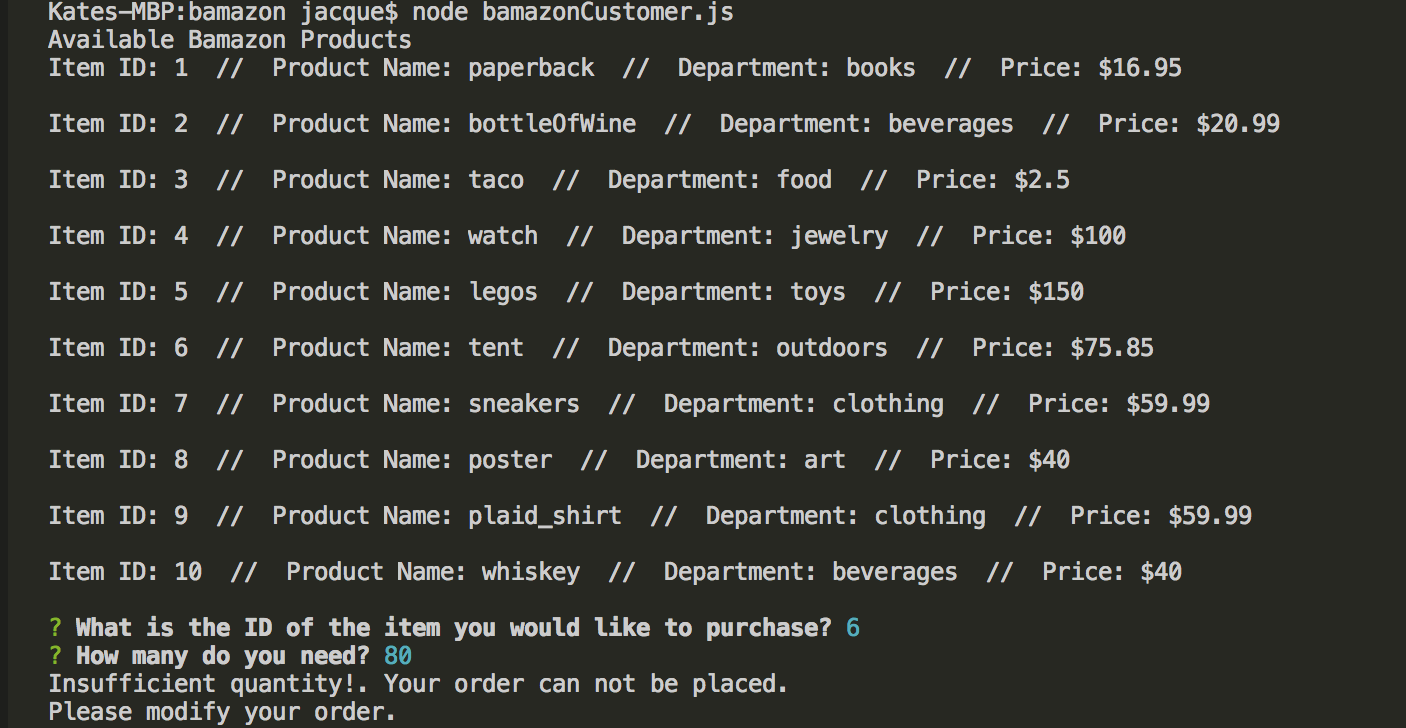 Kates-MBP:bamazon jacque$ node bamazonCustomer.js
Available Bamazon Products
Item ID: 1  //  Product Name: paperback  //  Department: books  //  Price: $16.95
Item ID: 2  //  Product Name: bottleOfWine  //  Department: beverages  //  Price: $20.99
Item ID: 3  //  Product Name: taco  //  Department: food  //  Price: $2.5
Item ID: 4  //  Product Name: watch  //  Department: jewelry  //  Price: $100
Item ID: 5  //  Product Name: legos  //  Department: toys  //  Price: $150
Item ID: 6  //  Product Name: tent  //  Department: outdoors  //  Price: $75.85
Item ID: 7  //  Product Name: sneakers  //  Department: clothing  //  Price: $59.99
Item ID: 8  //  Product Name: poster  //  Department: art  //  Price: $40
Item ID: 9  //  Product Name: plaid_shirt  //  Department: clothing  //  Price: $59.99
Item ID: 10  //  Product Name: whiskey  //  Department: beverages  //  Price: $40
? What is the ID of the item you would like to purchase? 6
? How many do you need? 80
Insufficient quantity!. Your order can not be placed.
Please modify your order.